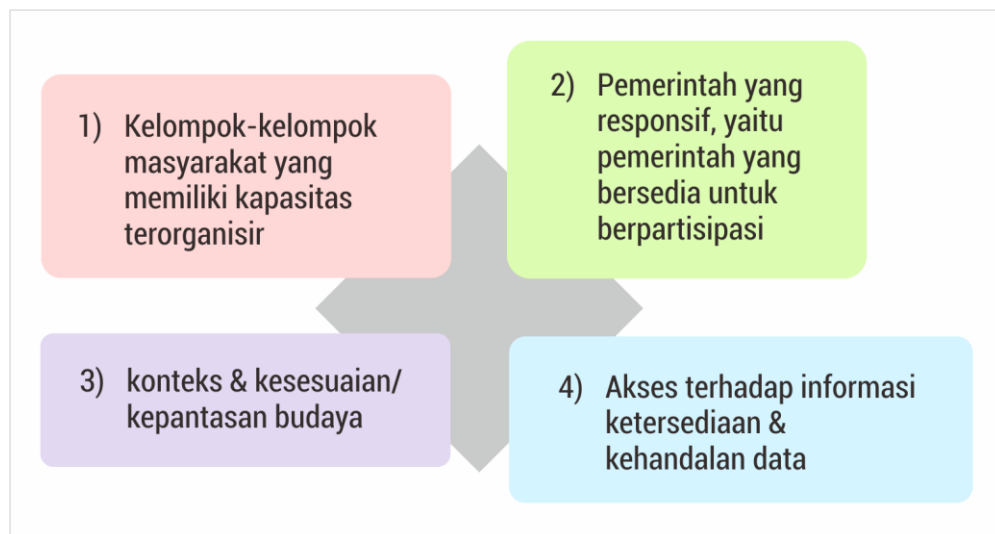 1) Kelompok-kelompok
masyarakat yang
memiliki kapasitas
terorganisir
2) Pemerintah yang
responsif, yaitu
pemerintah yang
bersedia untuk
berpartisipasi
3) konteks & kesesuaian/
kepantasan budaya
4) Akses terhadap informasi
ketersediaan &
kehandalan data